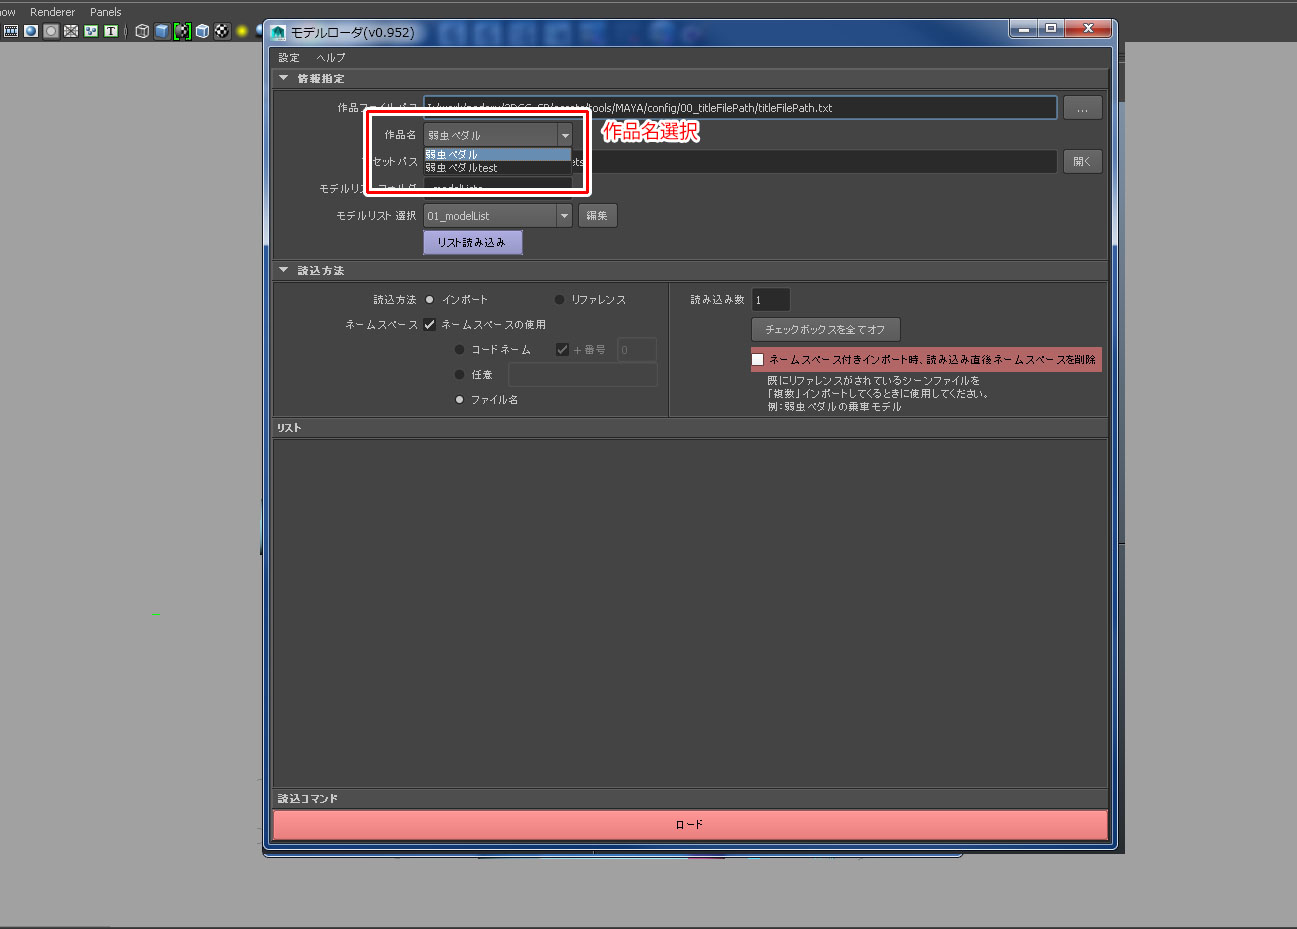 Renderer Panels
モデルローダ(v0.952)
設定 ヘルプ
情報指定
作品ファイルパス tools/MAYA/config/00_titleFilePath/titleFilePath.txt ...
作品名 弱虫ペダル
作品名選択
弱虫ペダル
セットパス 開く
弱虫ペダルtest
モデルリストフォルダ _modelLists
モデルリスト 選択 01_modelList 編集
リスト読み込み
読込方法
読込方法 インポート リファレンス 読み込み数 1
ネームスペース ネームスペースの使用
チェックボックスを全てオフ
コードネーム +番号 0
ネームスペース付きインポート時、読み込み直後ネームスペースを削除
任意
既にリファレンスがされているシーンファイルを
「複数」インポートしてくるときに使用してください。
ファイル名
例：弱虫ペダルの乗車モデル
リスト
読込コマンド
ロード